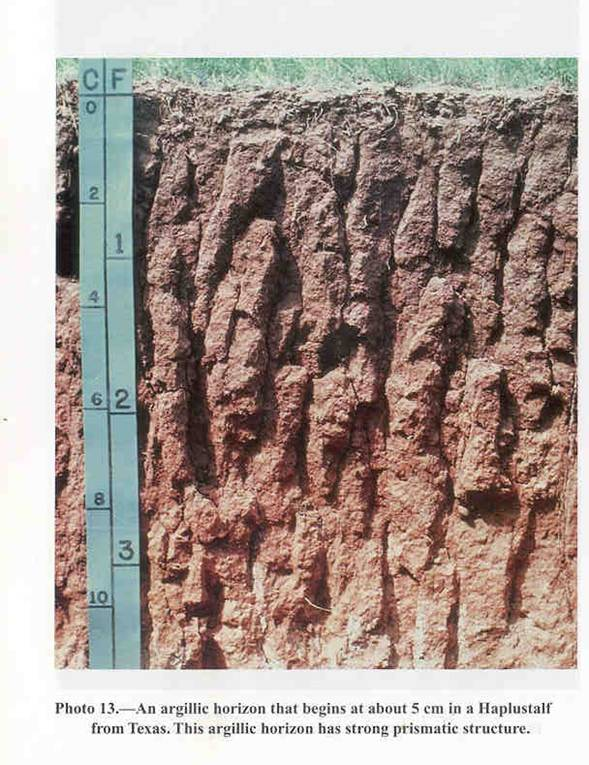 C F
0
2
1
4
6 2
8
3
10
Photo 13.—An argillic horizon that begins at about 5 cm in a Haplustalf
from Texas. This argillic horizon has strong prismatic structure.